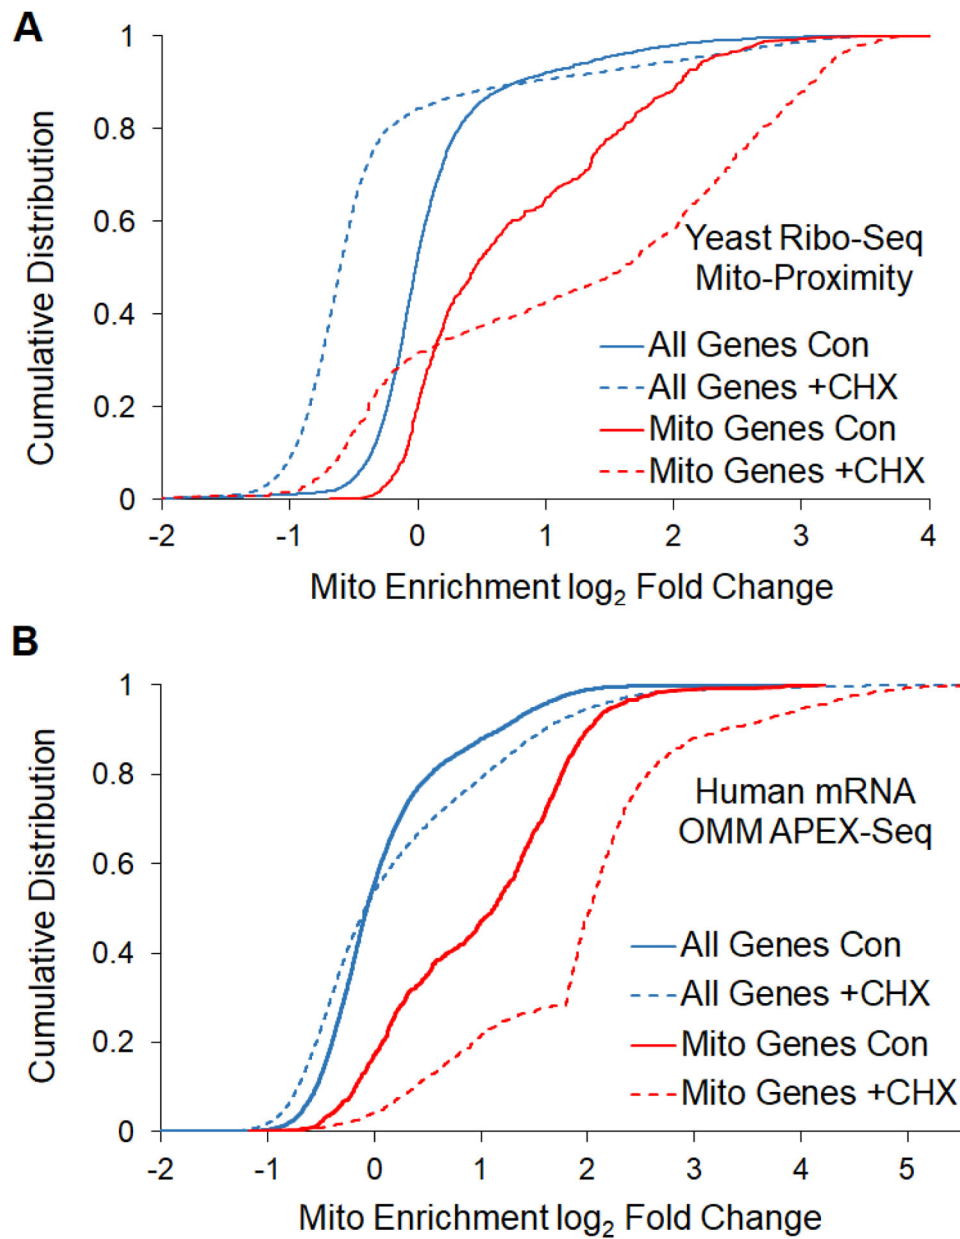 A
1
0.8
0.6
0.4
0.2
0
Cumulative Distribution
Yeast Ribo-Seq
Mito-Proximity
All Genes Con
All Genes +CHX
Mito Genes Con
Mito Genes +CHX
-2 -1 0 1 2 3 4
Mito Enrichment log₂ Fold Change
B
1
0.8
0.6
0.4
0.2
0
Cumulative Distribution
Human mRNA
OMM APEX-Seq
All Genes Con
All Genes +CHX
Mito Genes Con
Mito Genes +CHX
-2 -1 0 1 2 3 4 5
Mito Enrichment log₂ Fold Change